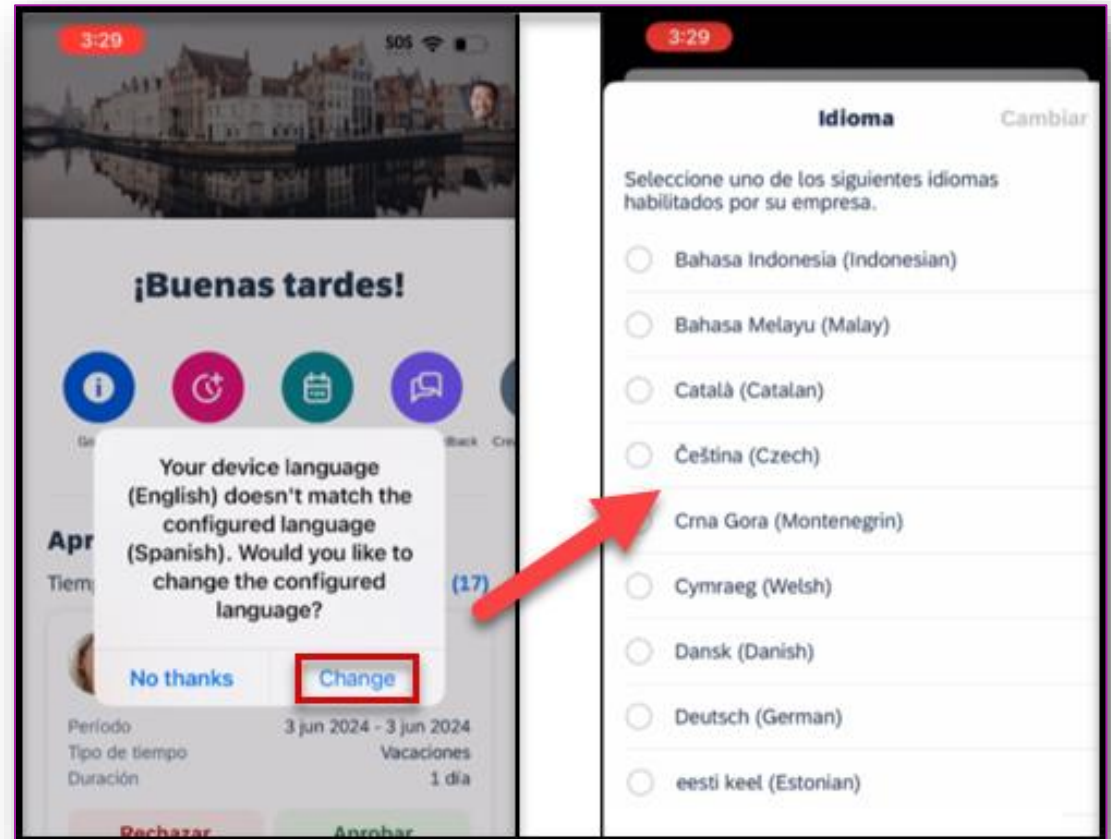 3:29
SOS
¡Buenas tardes!
Your device language
(English) doesn't match the
configured language
(Spanish). Would you like to
change the configured
language?
No thanks
Change
(17)
Período
3 jun 2024 - 3 jun 2024
Tipo de tiempo
Vacaciones
Duración
1 día
Rechazar
Aprobar
3:29
Idioma
Cambiar
Seleccione uno de los siguientes idiomas
habilitados por su empresa.
Bahasa Indonesia (Indonesian)
Bahasa Melayu (Malay)
Català (Catalan)
Čeština (Czech)
Crna Gora (Montenegrin)
Cymraeg (Welsh)
Dansk (Danish)
Deutsch (German)
eesti keel (Estonian)